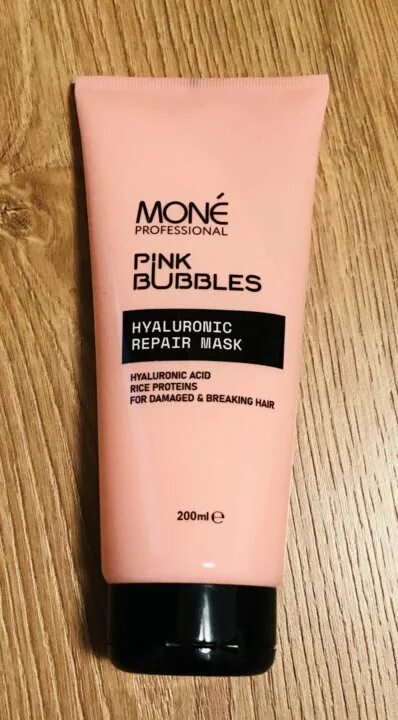 MONÉ
PROFESSIONAL
PINK
BUBBLES
HYALURONIC
REPAIR MASK
HYALURONIC ACID
RICE PROTEINS
FOR DAMAGED & BREAKING HAIR
200ml ℮